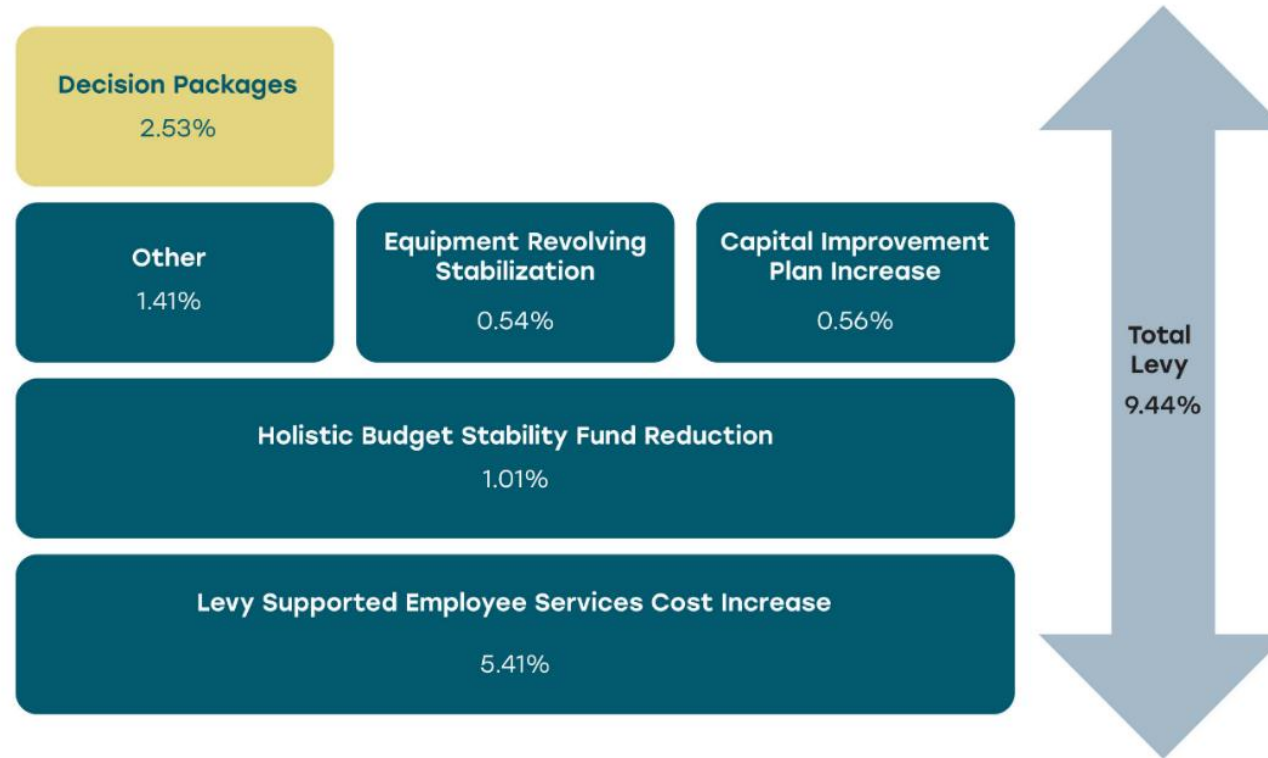 Decision Packages
2.53%
Other
1.41%
Equipment Revolving
Stabilization
0.54%
Capital Improvement
Plan Increase
0.56%
Holistic Budget Stability Fund Reduction
1.01%
Levy Supported Employee Services Cost Increase
5.41%
Total
Levy
9.44%